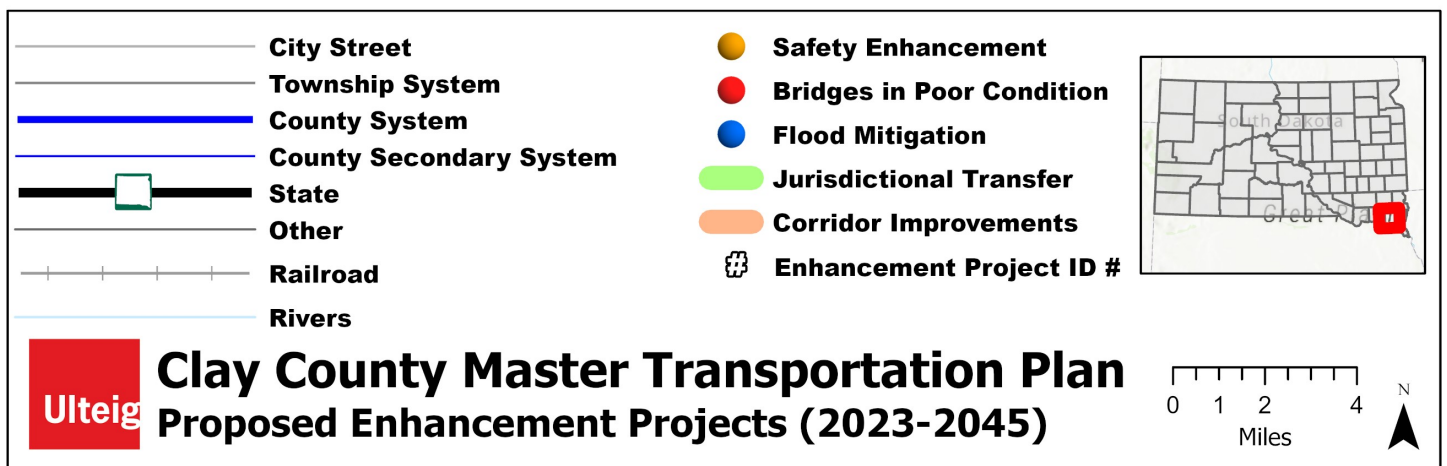 City Street
Township System
County System
County Secondary System
State
Other
Railroad
Rivers
Safety Enhancement
Bridges in Poor Condition
Flood Mitigation
Jurisdictional Transfer
Corridor Improvements
# Enhancement Project ID #
South Dakota
Great Pla
Ulteig
Clay County Master Transportation Plan
Proposed Enhancement Projects (2023-2045)
0 1 2 4
Miles
N